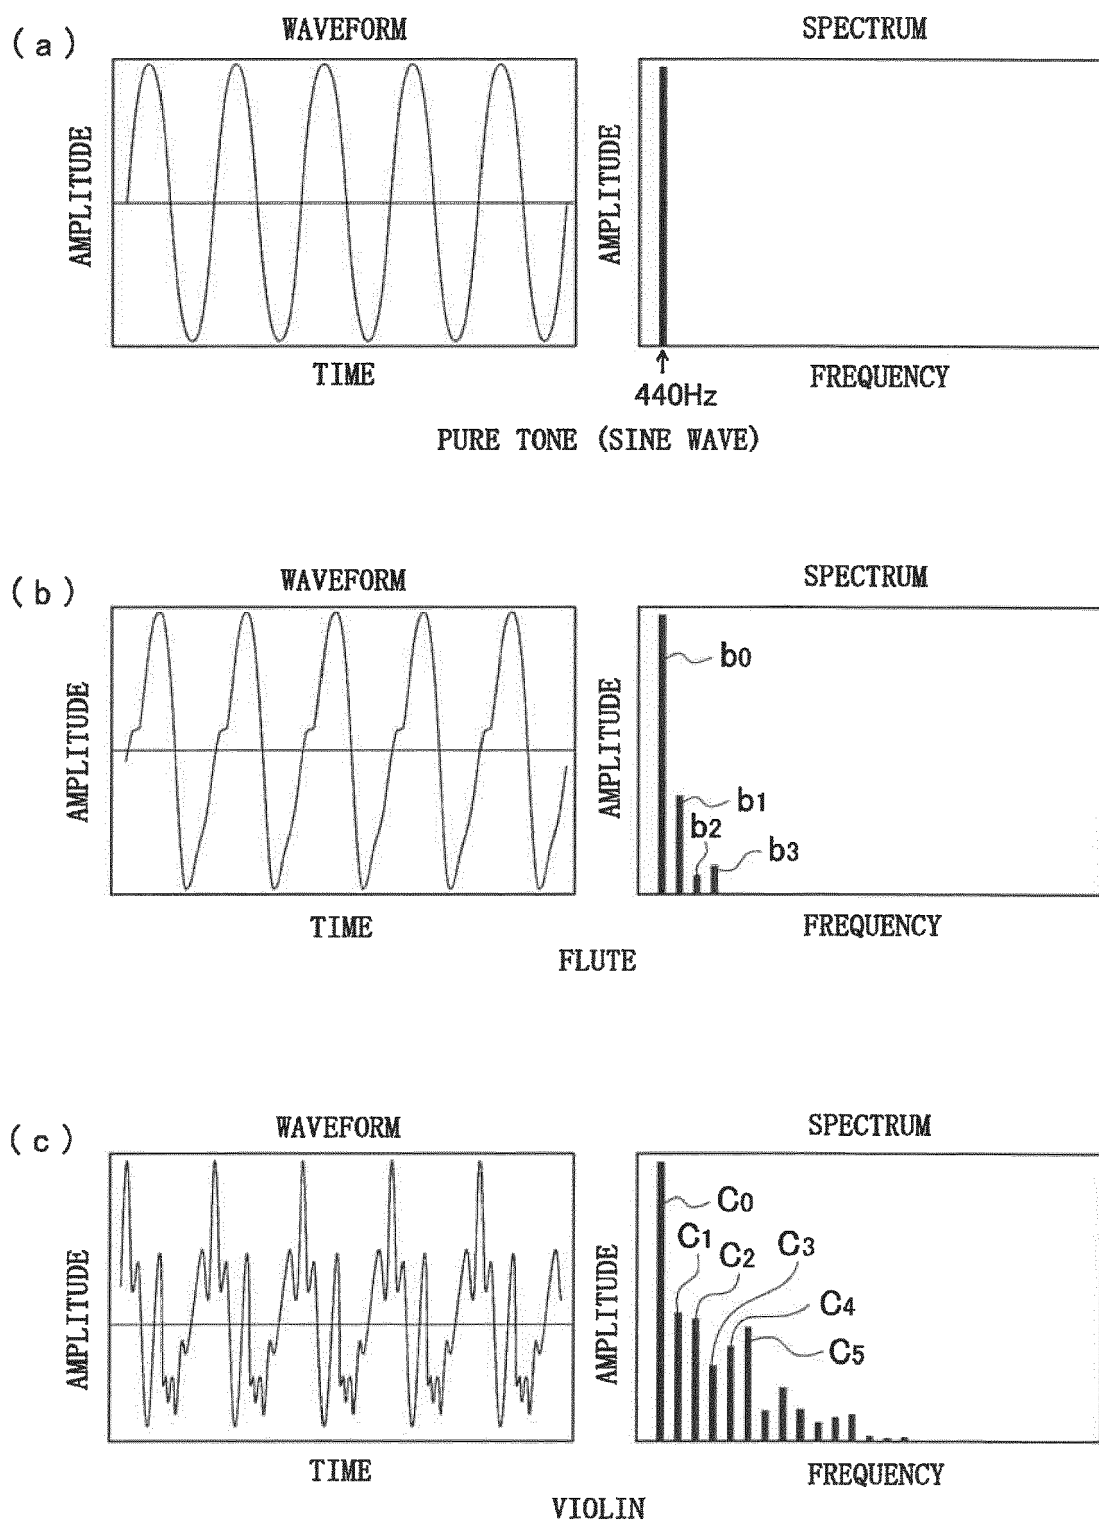 (a)
WAVEFORM
SPECTRUM
AMPLITUDE
AMPLITUDE
TIME
FREQUENCY
440Hz
PURE TONE (SINE WAVE)
(b)
WAVEFORM
SPECTRUM
AMPLITUDE
AMPLITUDE
b0
b1
b2
b3
TIME
FREQUENCY
FLUTE
(c)
WAVEFORM
SPECTRUM
AMPLITUDE
AMPLITUDE
C0
C1
C2
C3
C4
C5
TIME
FREQUENCY
VIOLIN